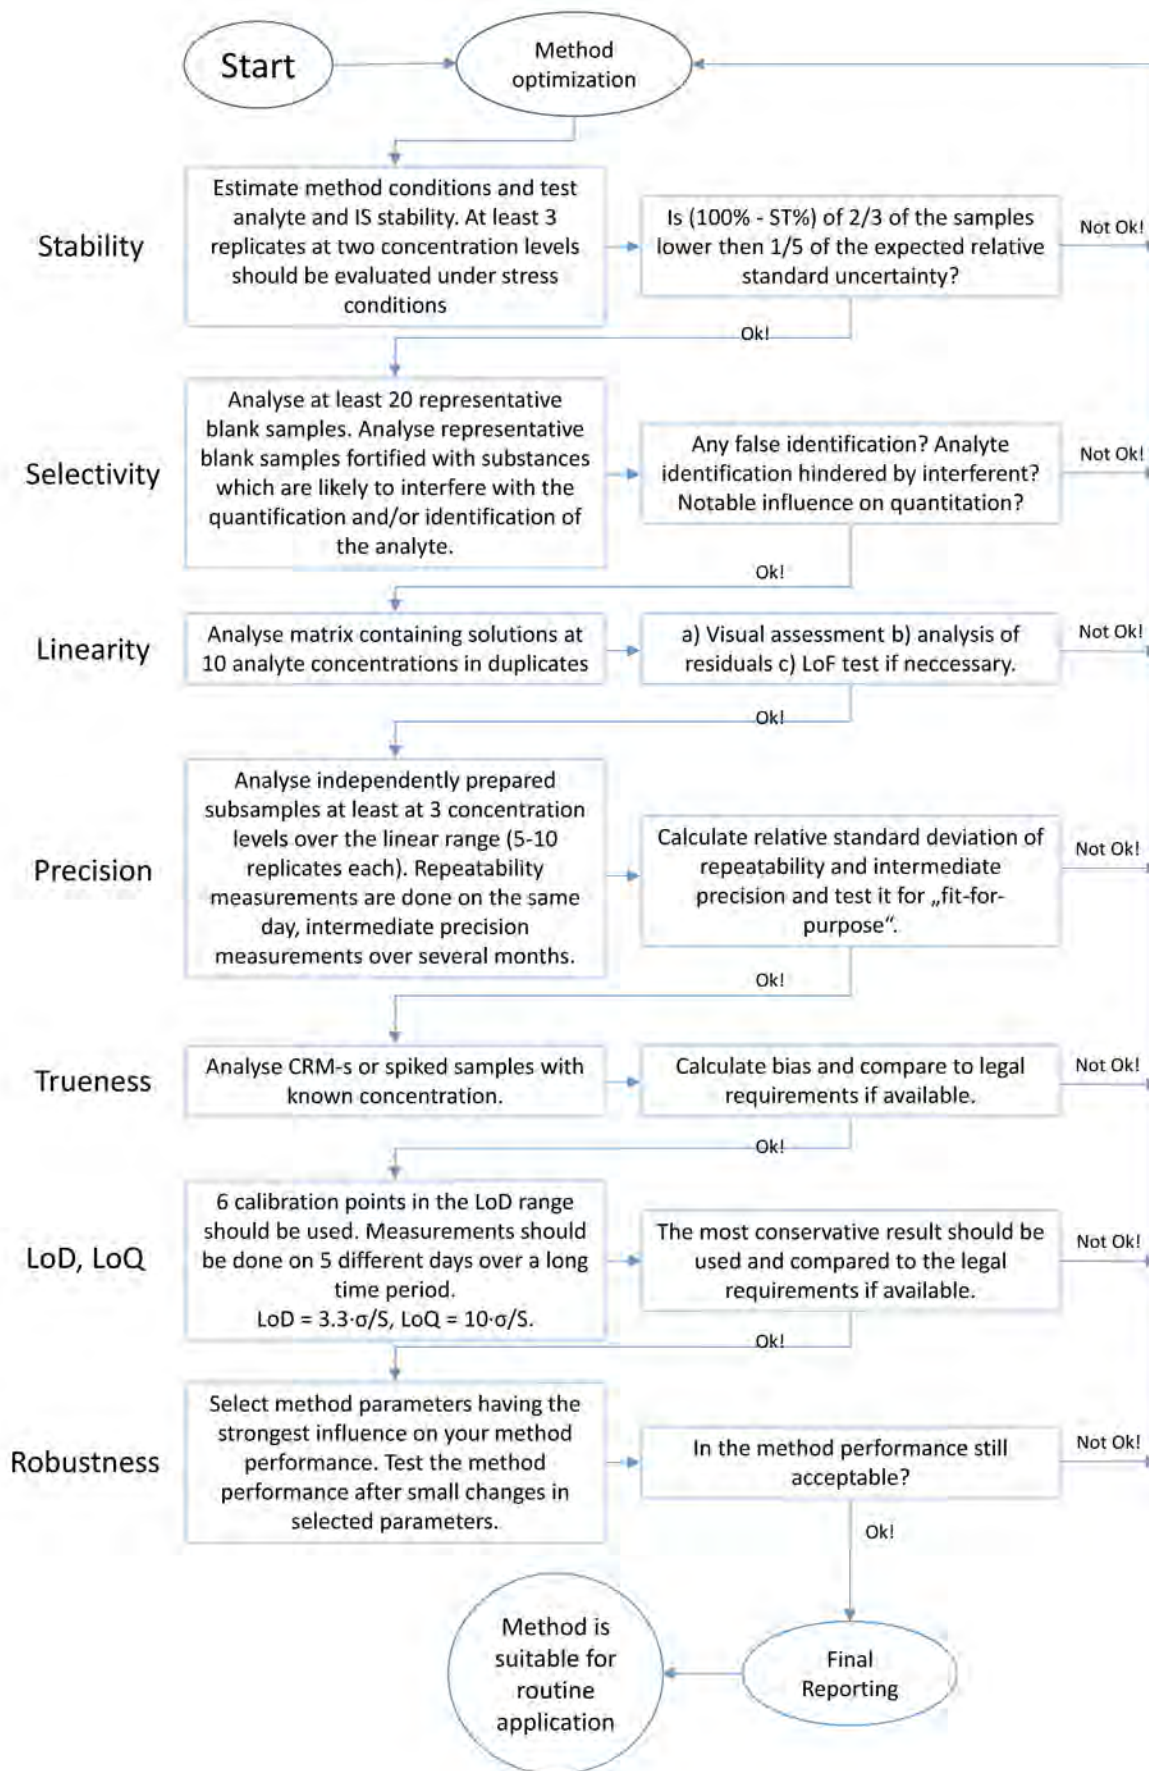 Start
Method
optimization
Stability
Estimate method conditions and test
analyte and IS stability. At least 3
replicates at two concentration levels
should be evaluated under stress
conditions
Is (100% - ST%) of 2/3 of the samples
lower then 1/5 of the expected relative
standard uncertainty?
Not Ok!
Ok!
Selectivity
Analyse at least 20 representative
blank samples. Analyse representative
blank samples fortified with substances
which are likely to interfere with the
quantification and/or identification of
the analyte.
Any false identification? Analyte
identification hindered by interferent?
Notable influence on quantitation?
Not Ok!
Ok!
Linearity
Analyse matrix containing solutions at
10 analyte concentrations in duplicates
a) Visual assessment b) analysis of
residuals c) LoF test if neccessary.
Not Ok!
Ok!
Precision
Analyse independently prepared
subsamples at least at 3 concentration
levels over the linear range (5-10
replicates each). Repeatability
measurements are done on the same
day, intermediate precision
measurements over several months.
Calculate relative standard deviation of
repeatability and intermediate
precision and test it for „fit-for-
purpose“.
Not Ok!
Ok!
Trueness
Analyse CRM-s or spiked samples with
known concentration.
Calculate bias and compare to legal
requirements if available.
Not Ok!
Ok!
LoD, LoQ
6 calibration points in the LoD range
should be used. Measurements should
be done on 5 different days over a long
time period.
LoD = 3.3·σ/S, LoQ = 10·σ/S.
The most conservative result should be
used and compared to the legal
requirements if available.
Not Ok!
Ok!
Robustness
Select method parameters having the
strongest influence on your method
performance. Test the method
performance after small changes in
selected parameters.
In the method performance still
acceptable?
Not Ok!
Ok!
Method is
suitable for
routine
application
Final
Reporting